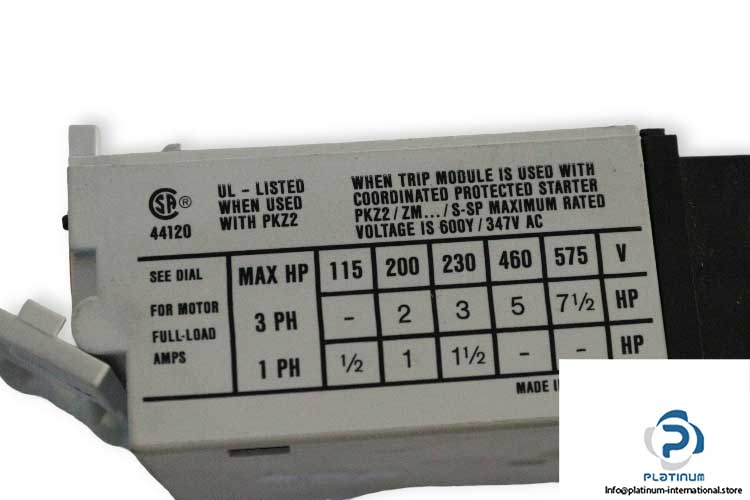 SA ®
44120
UL - LISTED
WHEN USED
WITH PKZ2
WHEN TRIP MODULE IS USED WITH
COORDINATED PROTECTED STARTER
PKZ2/ZM.../S-SP MAXIMUM RATED
VOLTAGE IS 600Y/347V AC
SEE DIAL
FOR MOTOR
FULL-LOAD
AMPS
MAX HP 115 200 230 460 575 V
3 PH - 2 3 5 7½ HP
1 PH ½ 1 1½ - - HP
MADE IN
PLATINUM
Info@platinum-international.store